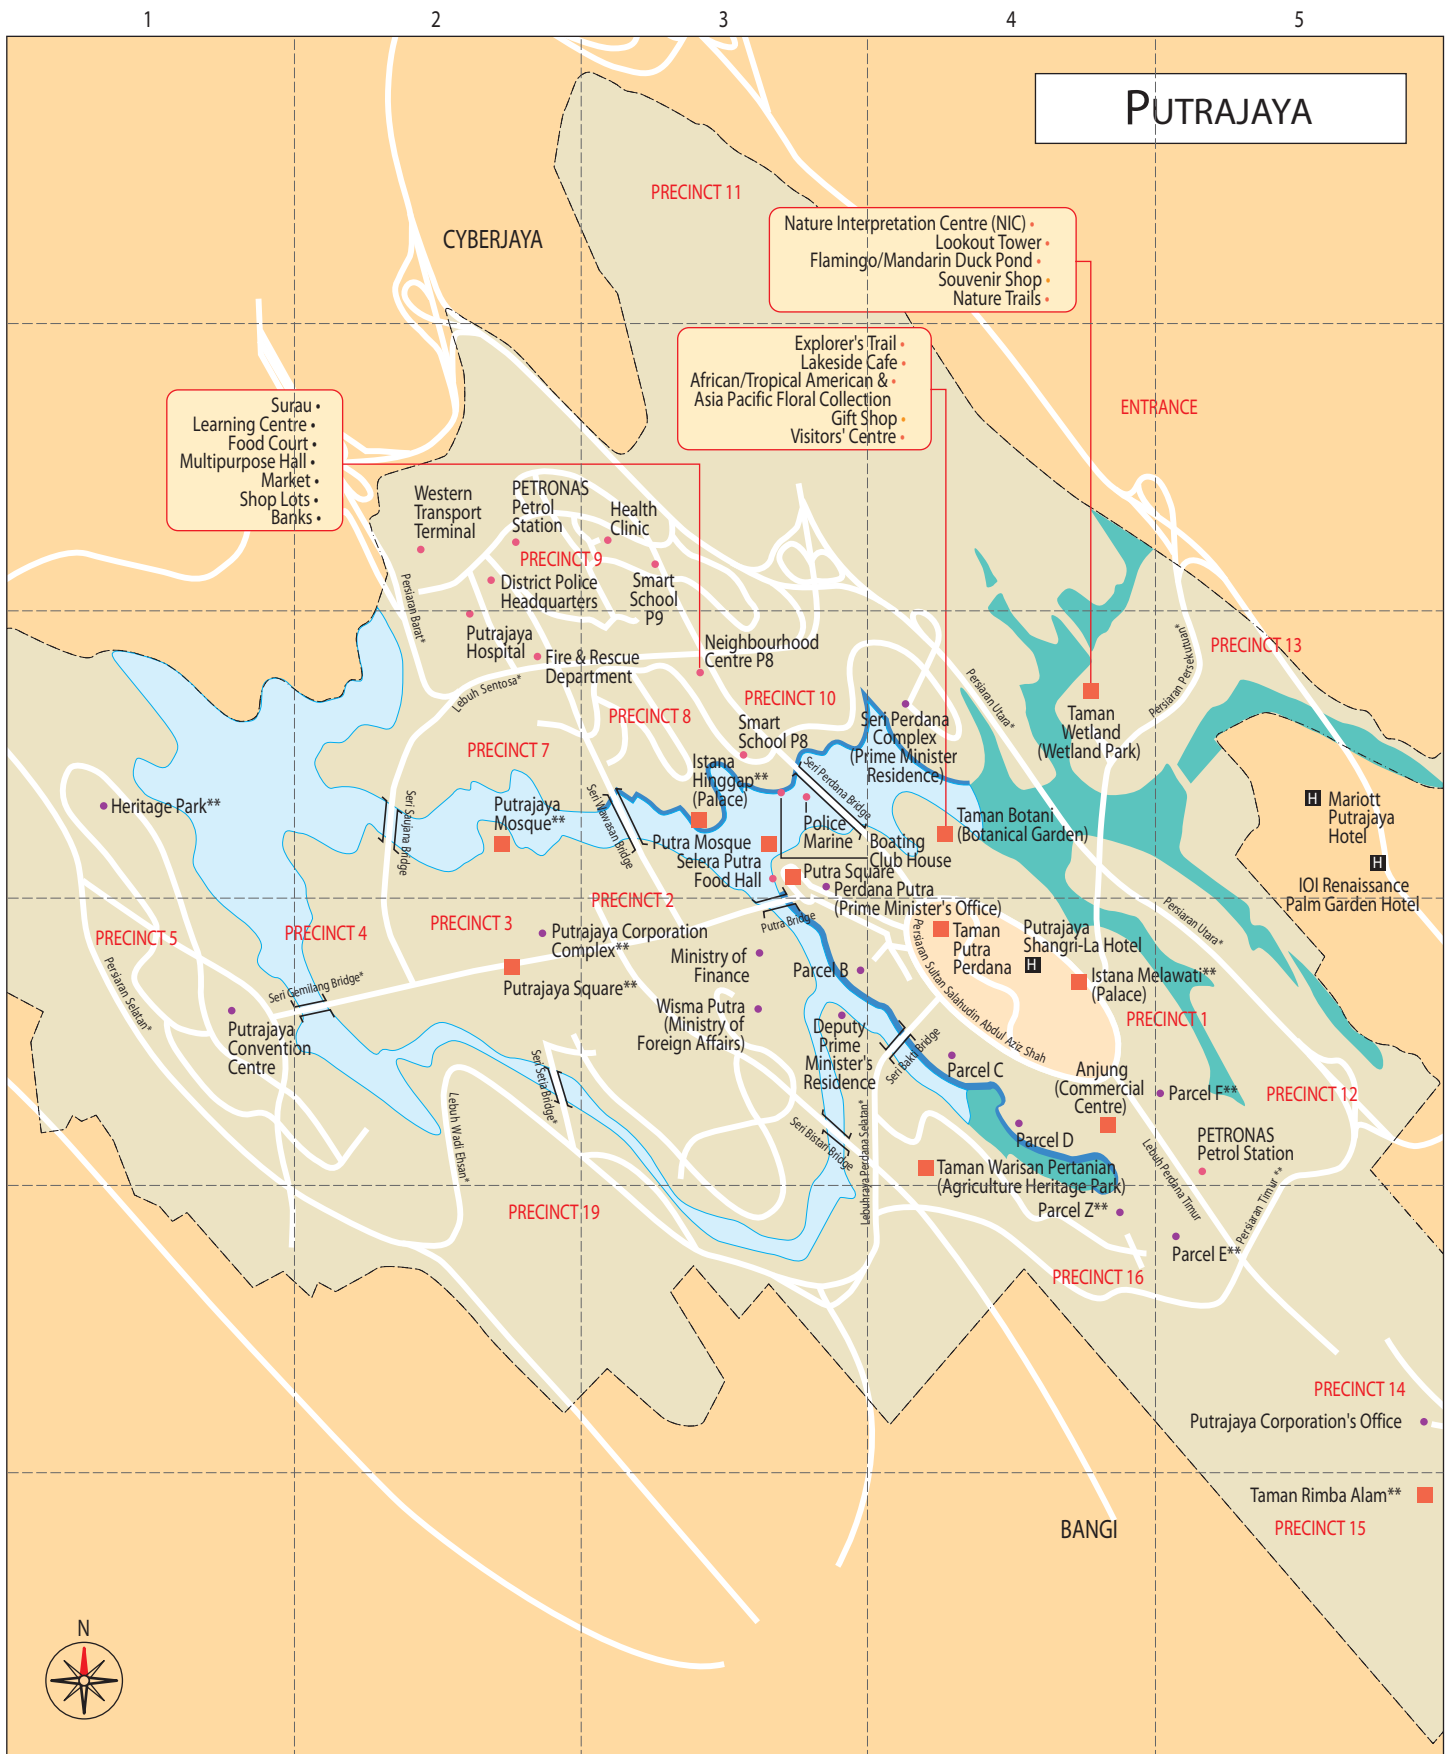 1
2
3
4
5
PUTRAJAYA
PRECINCT 11
CYBERJAYA
Nature Interpretation Centre (NIC) •
Lookout Tower •
Flamingo/Mandarin Duck Pond •
Souvenir Shop •
Nature Trails •
Explorer's Trail •
Lakeside Cafe •
African/Tropical American & •
Asia Pacific Floral Collection
Gift Shop •
Visitors' Centre •
ENTRANCE
Surau •
Learning Centre •
Food Court •
Multipurpose Hall •
Market •
Shop Lots •
Banks •
Western
Transport
Terminal
PETRONAS
Petrol
Station
Health
Clinic
PRECINCT 9
District Police
Headquarters
Smart
School
P9
Persiaran Barat*
Putrajaya
Hospital
Fire & Rescue
Department
Neighbourhood
Centre P8
Lebuh Sentosa*
PRECINCT 10
PRECINCT 8
Smart
School P8
PRECINCT 7
Seri Perdana
Complex
(Prime Minister
Residence)
Persiaran Utara*
Taman
Wetland
(Wetland Park)
Persiaran Persekutuan*
PRECINCT 13
Istana
Hinggap**
(Palace)
Seri Perdana Bridge
Heritage Park**
Seri Saujana Bridge
Putrajaya
Mosque**
Seri Wawasan Bridge
Putra Mosque
Selera Putra
Food Hall
Police
Marine
Boating
Club House
Taman Botani
(Botanical Garden)
H
Mariott
Putrajaya
Hotel
H
IOI Renaissance
Palm Garden Hotel
Putra Square
Perdana Putra
(Prime Minister's Office)
PRECINCT 2
PRECINCT 3
PRECINCT 4
PRECINCT 5
Putra Bridge
Putrajaya Corporation
Complex**
Putrajaya Square**
Ministry of
Finance
Parcel B
Taman
Putra
Perdana
Putrajaya
Shangri-La Hotel
H
Istana Melawati**
(Palace)
Persiaran Utara*
Persiaran Sultan Salahudin Abdul Aziz Shah
PRECINCT 1
Persiaran Selatan*
Seri Gemilang Bridge*
Putrajaya
Convention
Centre
Wisma Putra
(Ministry of
Foreign Affairs)
Deputy
Prime
Minister's
Residence
Seri Bakti Bridge
Parcel C
Anjung
(Commercial
Centre)
Parcel F**
PRECINCT 12
Seri Setia Bridge*
Lebuh Wadi Ehsan*
Seri Bistari Bridge
Lebuhraya Perdana Selatan*
Parcel D
PETRONAS
Petrol Station
Taman Warisan Pertanian
(Agriculture Heritage Park)
Lebuh Perdana Timur
Persiaran Timur **
Parcel Z**
Parcel E**
PRECINCT 19
PRECINCT 16
PRECINCT 14
Putrajaya Corporation's Office
Taman Rimba Alam**
PRECINCT 15
BANGI
N